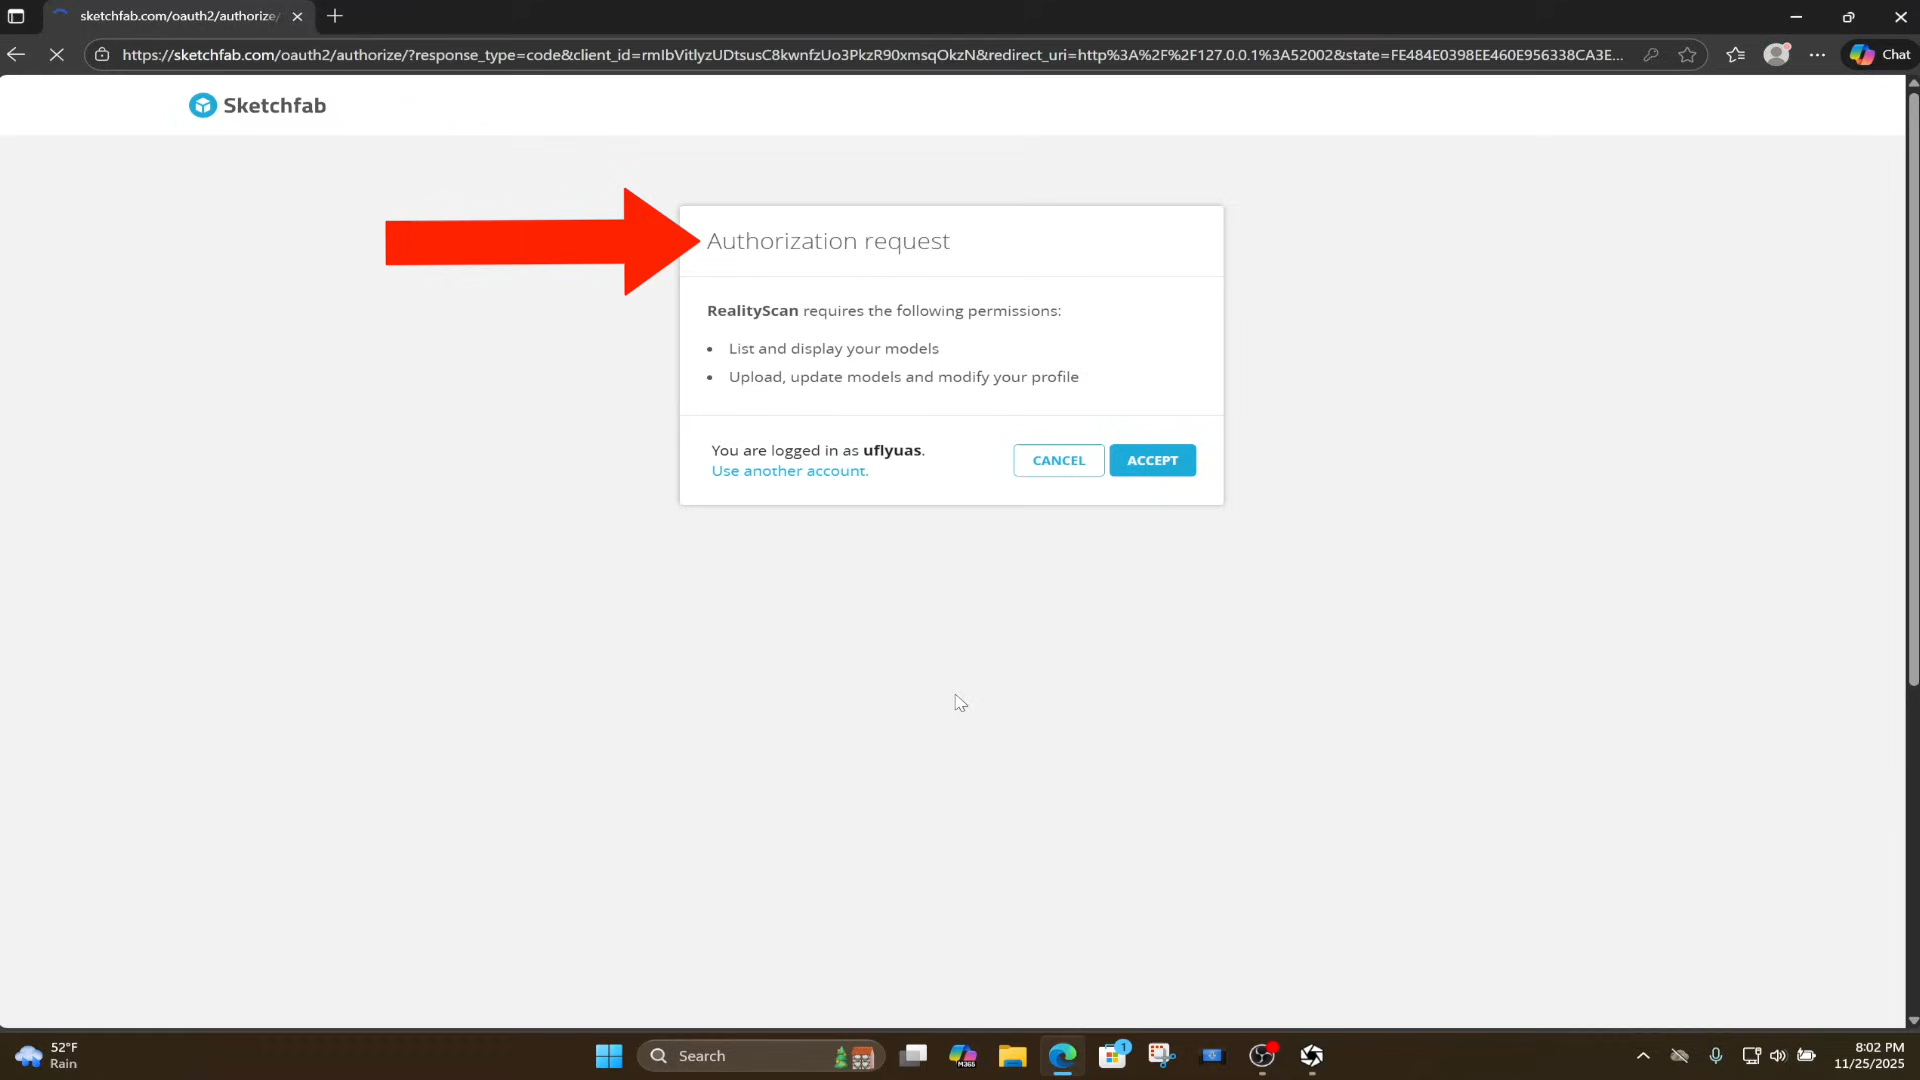 sketchfab.com/oauth2/authorize/
https://sketchfab.com/oauth2/authorize/?response_type=code&client_id=rmIbVitlyzUDtsusC8kwnfzUo3PkzR90xmsqOkzN&redirect_uri=http%3A%2F%2F127.0.0.1%3A52002&state=FE484E0398EE460E956338CA3E...
Chat
Sketchfab
Authorization request
RealityScan requires the following permissions:
List and display your models
Upload, update models and modify your profile
You are logged in as uflyuas.
Use another account.
CANCEL
ACCEPT
52°F
Rain
Search
M365
1
8:02 PM
11/25/2025